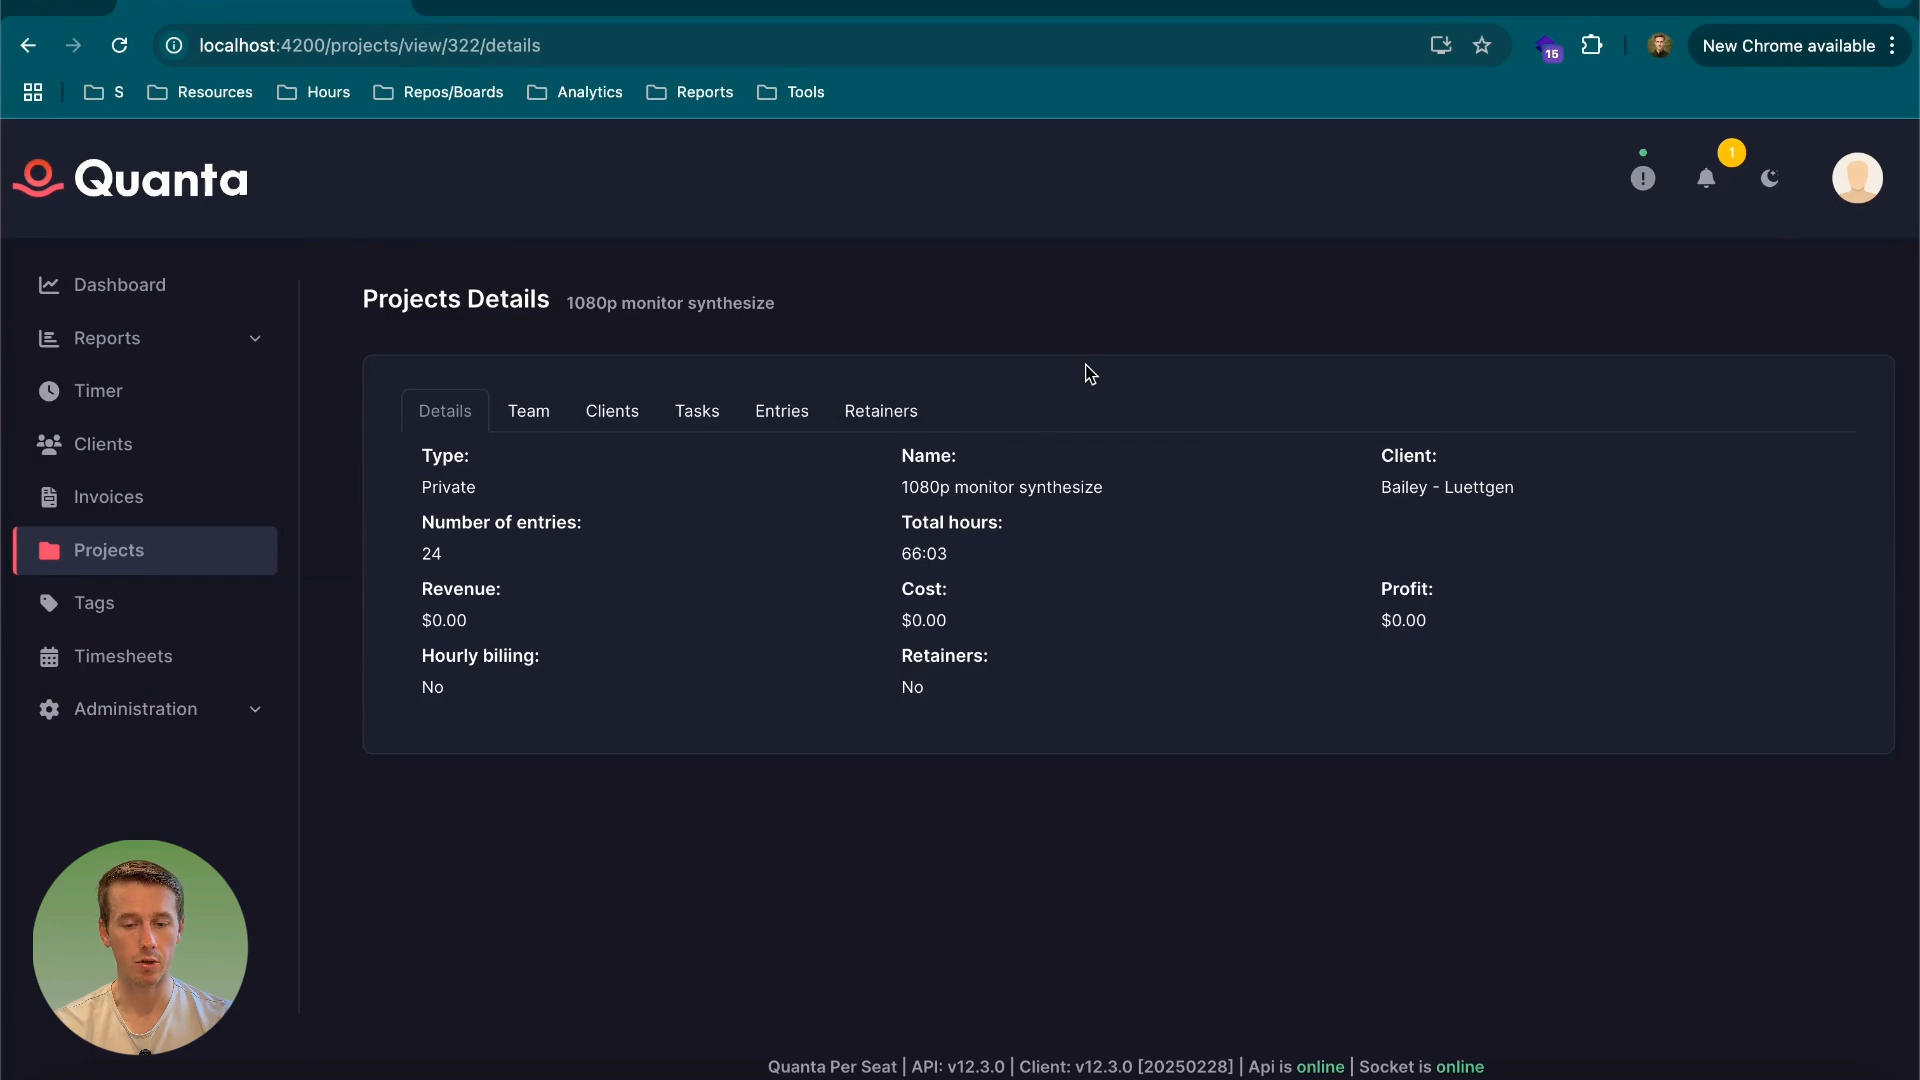 localhost:4200/projects/view/322/details
15
New Chrome available
S
Resources
Hours
Repos/Boards
Analytics
Reports
Tools
Quanta
1
Dashboard
Reports
Timer
Clients
Invoices
Projects
Tags
Timesheets
Administration
Projects Details 1080p monitor synthesize
Details Team Clients Tasks Entries Retainers
Type: Name: Client:
Private 1080p monitor synthesize Bailey - Luettgen
Number of entries: Total hours:
24 66:03
Revenue: Cost: Profit:
$0.00 $0.00 $0.00
Hourly biliing: Retainers:
No No
Quanta Per Seat | API: v12.3.0 | Client: v12.3.0 [20250228] | Api is online | Socket is online